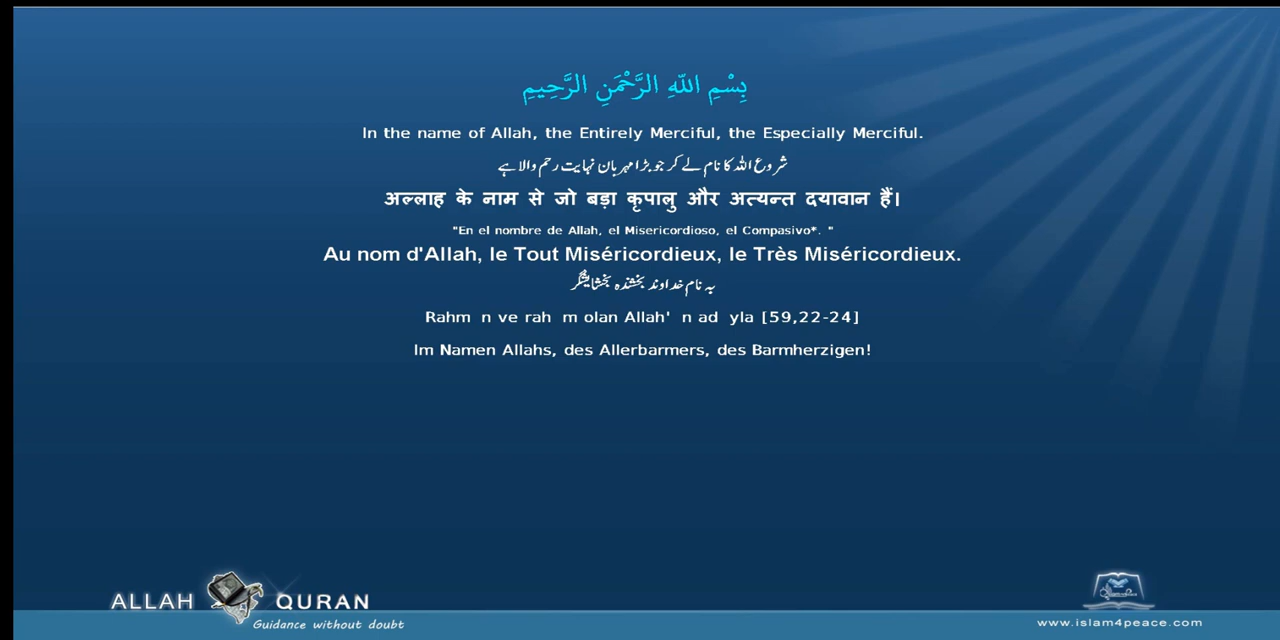 بِسْمِ اللّهِ الرَّحْمَنِ الرَّحِيمِ
In the name of Allah, the Entirely Merciful, the Especially Merciful.
شروع اللہ کا نام لے کر جو بڑا مہربان نہایت رحم والا ہے
अल्लाह के नाम से जो बड़ा कृपालु और अत्यन्त दयावान हैं।
"En el nombre de Allah, el Misericordioso, el Compasivo*. "
Au nom d'Allah, le Tout Miséricordieux, le Très Miséricordieux.
به نام خداوند بخشنده بخشایشگر
Rahm n ve rah m olan Allah' n ad yla [59,22-24]
Im Namen Allahs, des Allerbarmers, des Barmherzigen!
ALLAH QURAN
Guidance without doubt
www.islam4peace.com